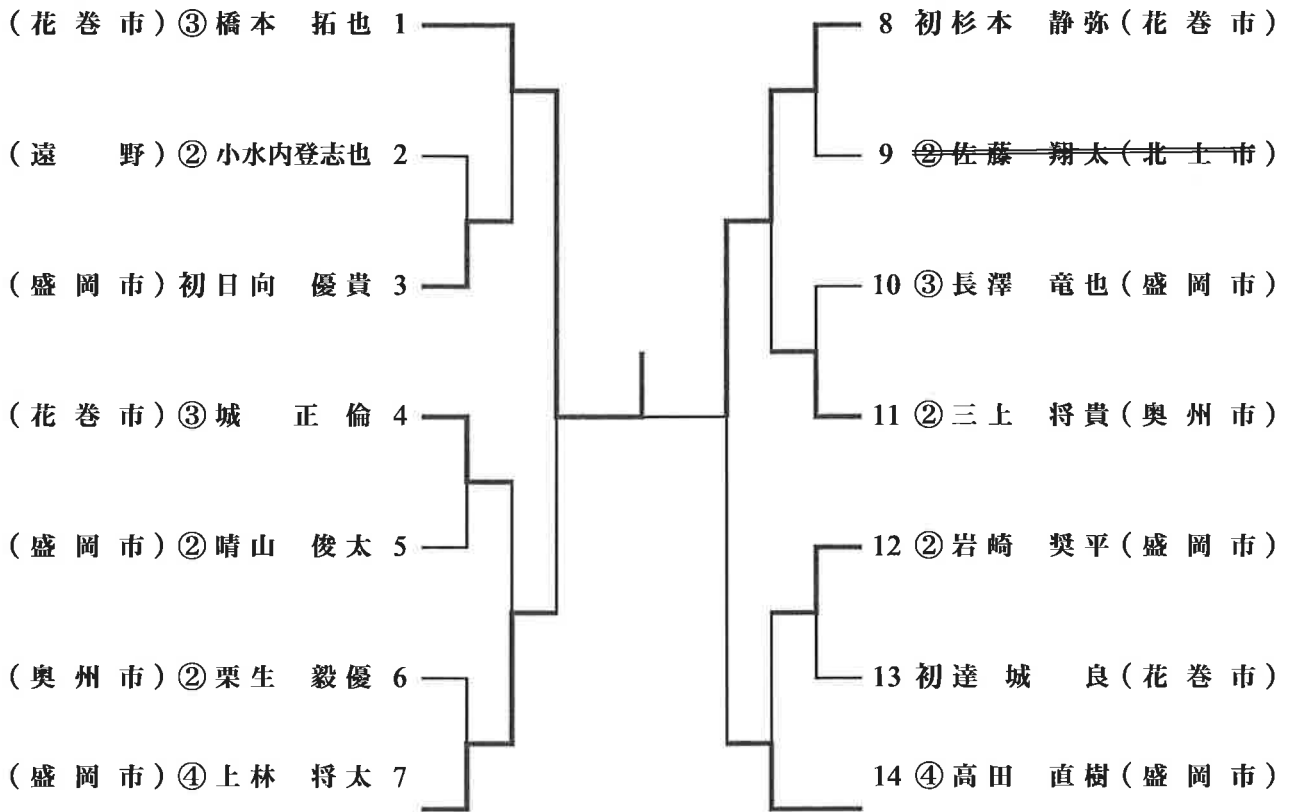 (花巻市)③橋本 拓也 1
(遠 野)②小水内登志也 2
(盛岡市)初日向 優貴 3
(花巻市)③城 正倫 4
(盛岡市)②晴山 俊太 5
(奥州市)②栗生 毅優 6
(盛岡市)④上林 将太 7
8 初杉本 静弥(花巻市)
9 ②佐藤 翔太(北上市)
10 ③長澤 竜也(盛岡市)
11 ②三上 将貴(奥州市)
12 ②岩崎 奨平(盛岡市)
13 初達城 良(花巻市)
14 ④高田 直樹(盛岡市)